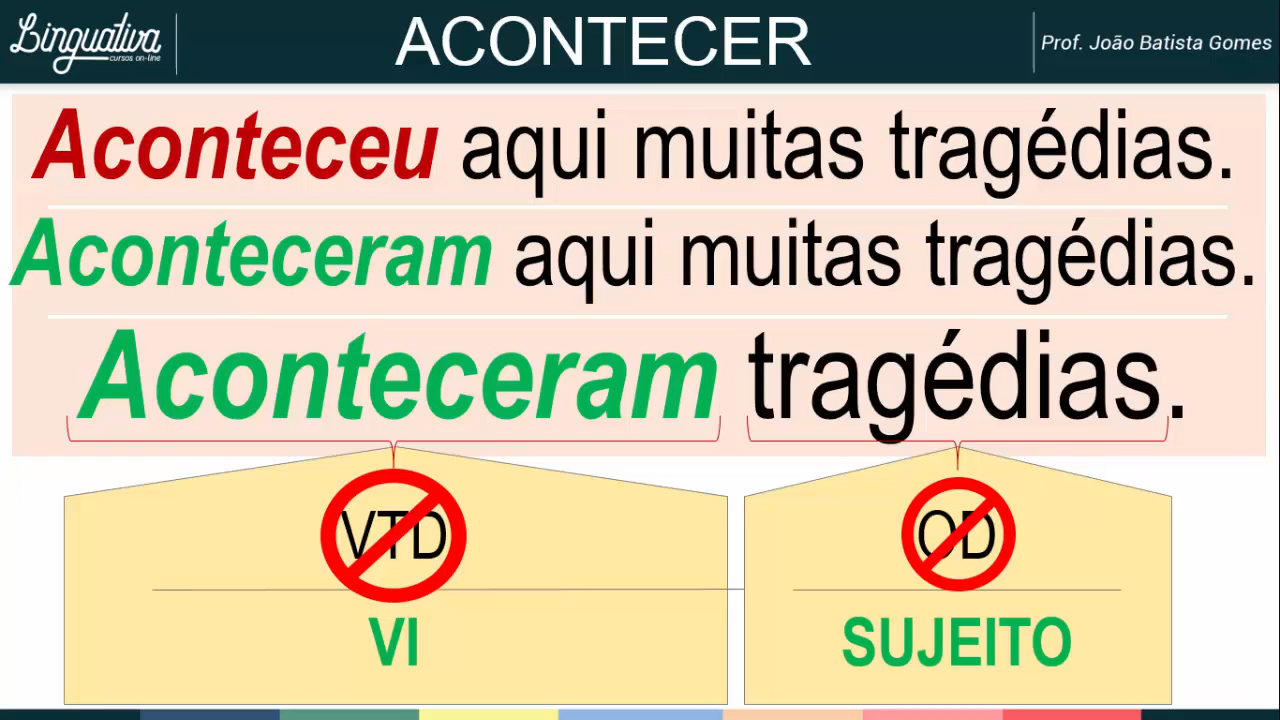 Linguativa
cursos on-line
ACONTECER
Prof. João Batista Gomes
Aconteceu aqui muitas tragédias.
Aconteceram aqui muitas tragédias.
Aconteceram tragédias.
VTD OD
VI SUJEITO